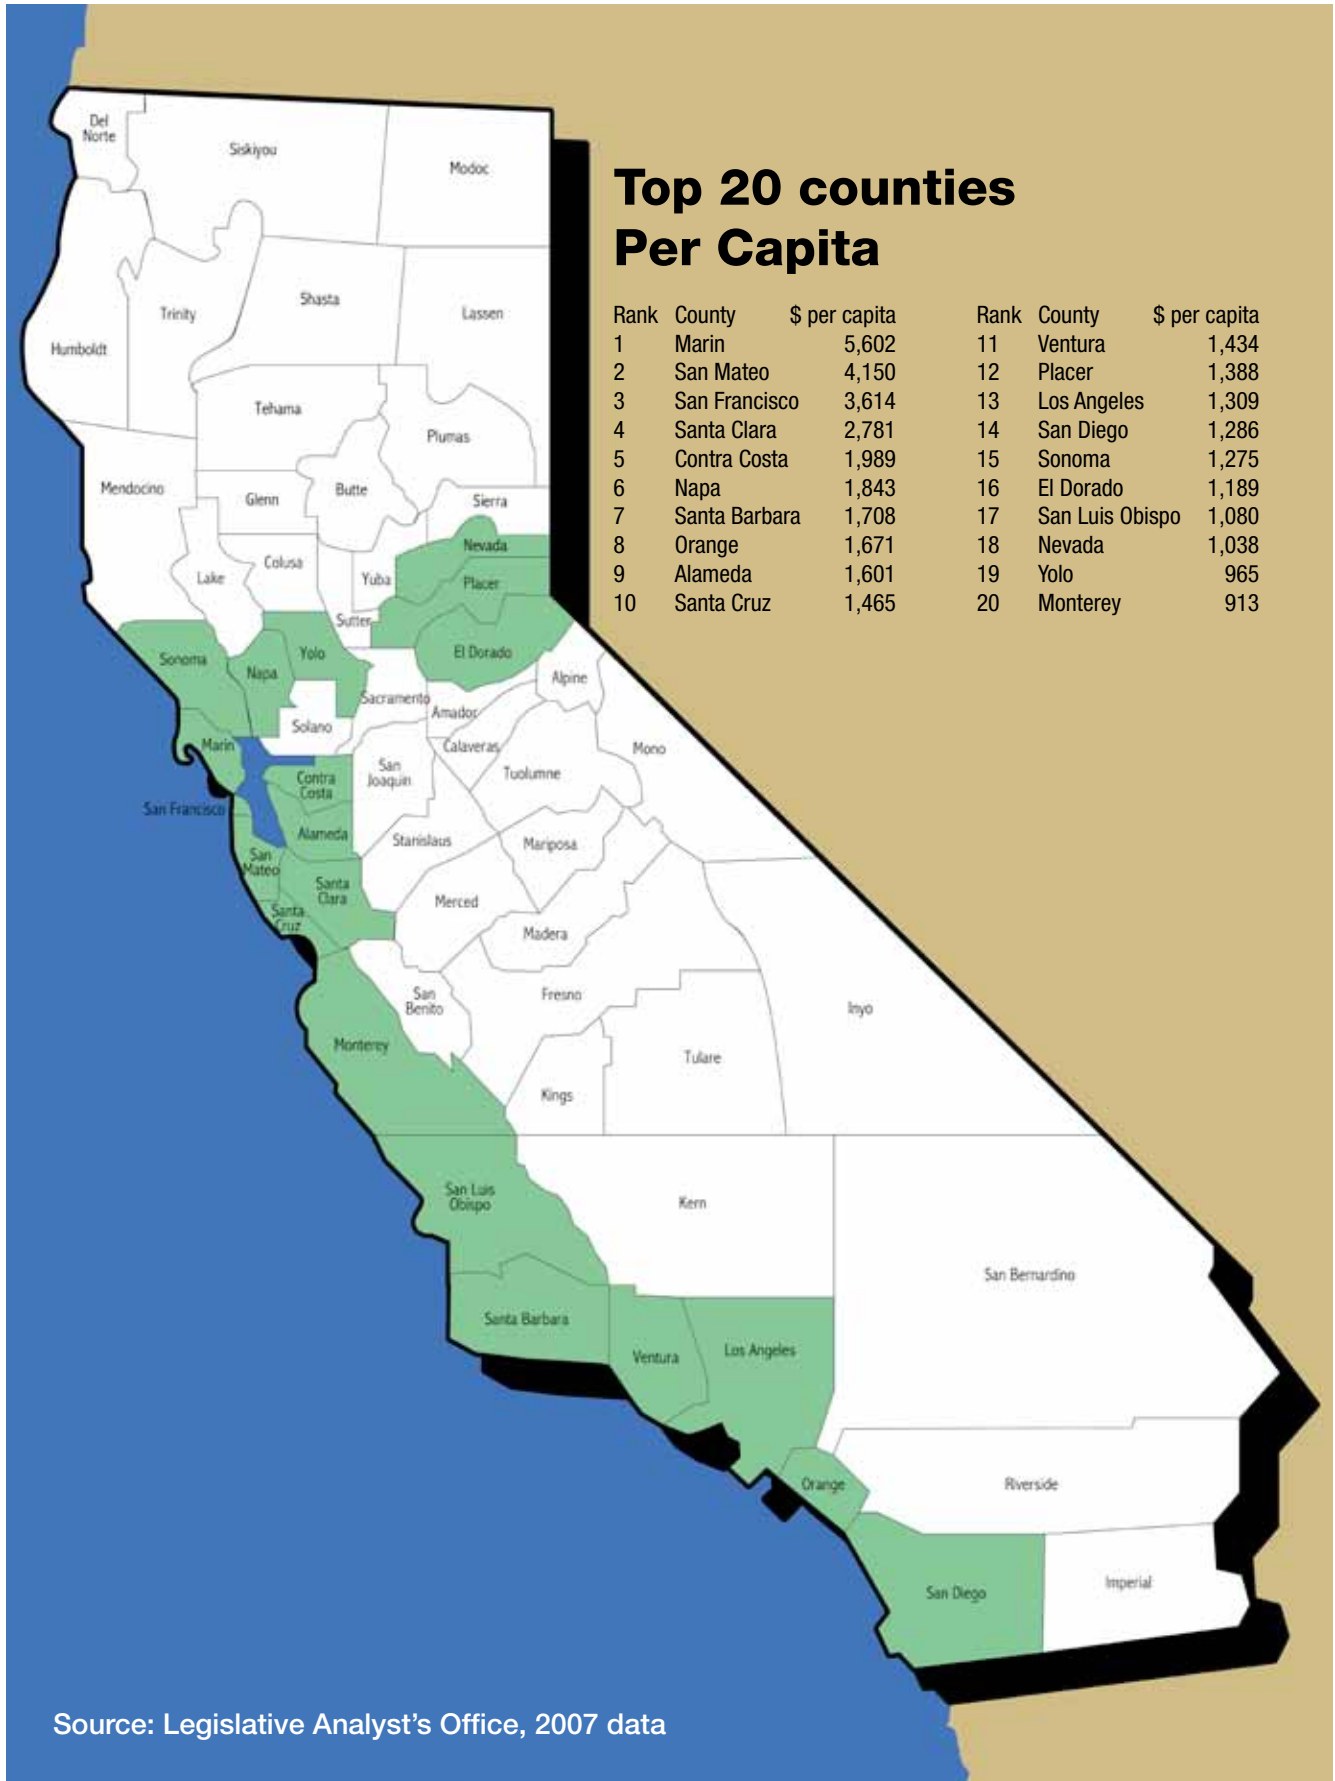 Top 20 counties
Per Capita
Rank County $ per capita
1 Marin 5,602
2 San Mateo 4,150
3 San Francisco 3,614
4 Santa Clara 2,781
5 Contra Costa 1,989
6 Napa 1,843
7 Santa Barbara 1,708
8 Orange 1,671
9 Alameda 1,601
10 Santa Cruz 1,465
Rank County $ per capita
11 Ventura 1,434
12 Placer 1,388
13 Los Angeles 1,309
14 San Diego 1,286
15 Sonoma 1,275
16 El Dorado 1,189
17 San Luis Obispo 1,080
18 Nevada 1,038
19 Yolo 965
20 Monterey 913
Del
Norte
Siskiyou
Modoc
Shasta
Trinity
Lassen
Humboldt
Tehama
Plumas
Mendocino
Glenn
Butte
Sierra
Nevada
Colusa
Lake
Yuba
Placer
Sutter
Sonoma
Yolo
El Dorado
Napa
Alpine
Sacramento
Amador
Solano
Marin
Calaveras
Mono
San
Joaquin
Tuolumne
Contra
Costa
San Francisco
Alameda
Stanislaus
Mariposa
San
Mateo
Santa
Clara
Merced
Santa
Cruz
Madera
San
Benito
Fresno
Inyo
Monterey
Tulare
Kings
San Luis
Obispo
Kern
San Bernardino
Santa Barbara
Ventura
Los Angeles
Orange
Riverside
San Diego
Imperial
Source: Legislative Analyst's Office, 2007 data